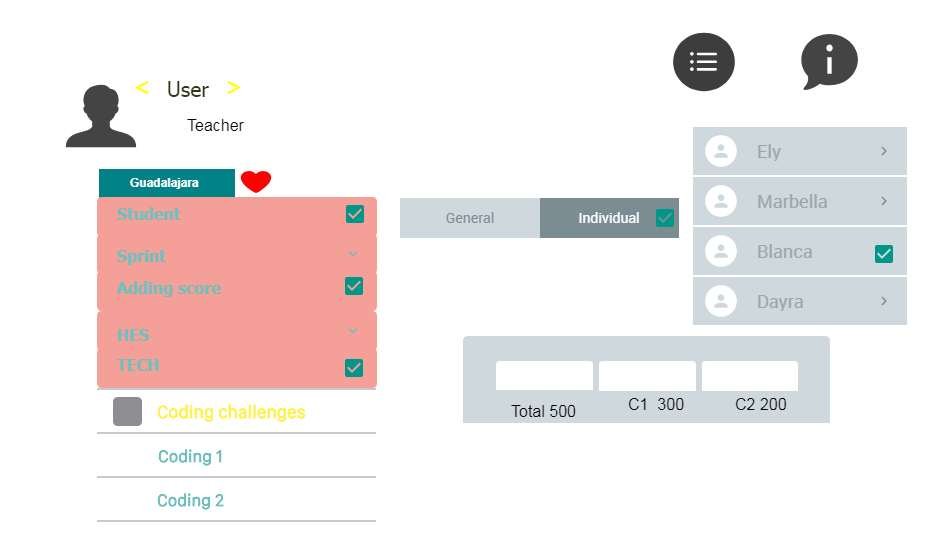 < User >
Teacher
Guadalajara
Student
Sprint
Adding score
HES
TECH
Coding challenges
Coding 1
Coding 2
General Individual
Ely
Marbella
Blanca
Dayra
Total 500 C1 300 C2 200